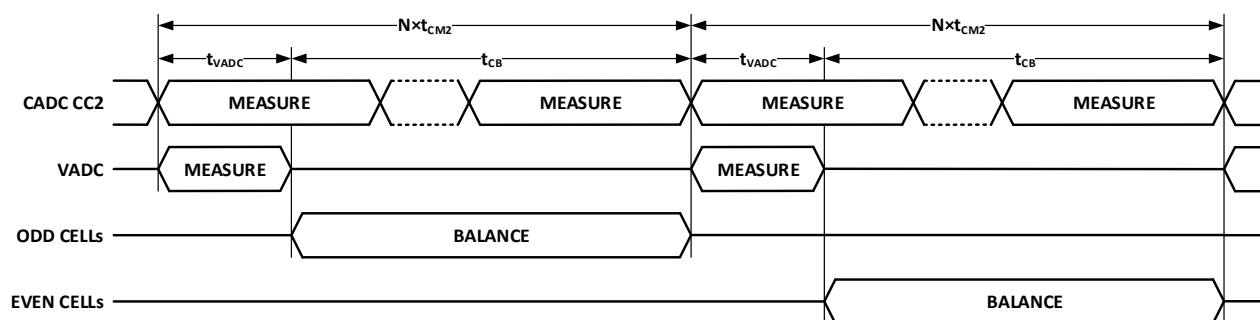 N×tCM2 N×tCM2
tVADC tCB tVADC tCB
CADC CC2 MEASURE MEASURE MEASURE MEASURE
VADC MEASURE MEASURE
ODD CELLs BALANCE
EVEN CELLs BALANCE